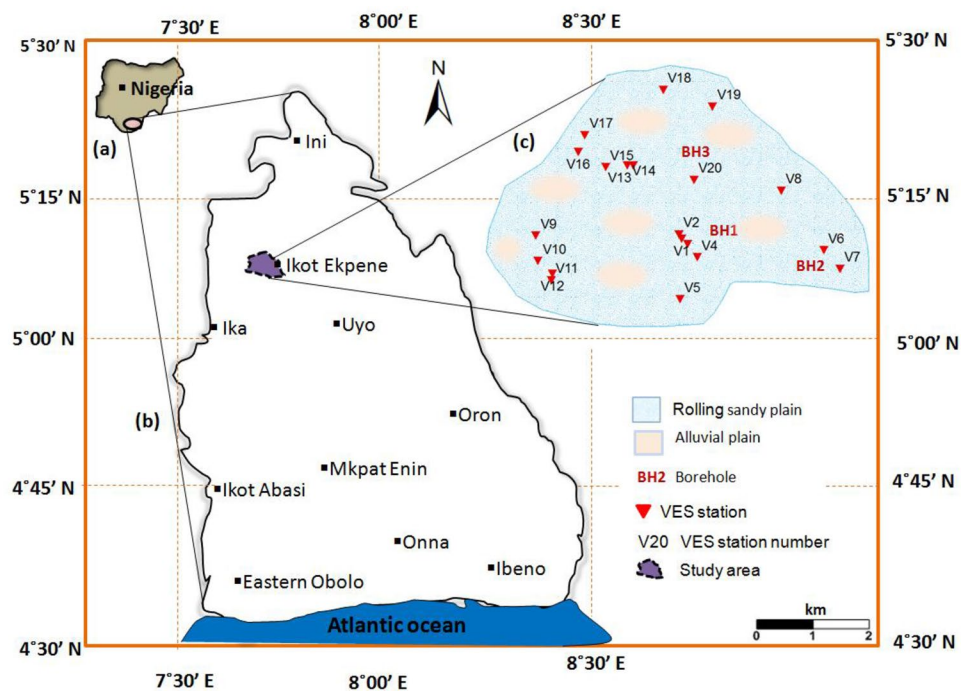 7°30' E
8°00' E
8°30' E
5°30' N
5°30' N
Nigeria
(a)
N
Ini
(c)
V18
V19
V17
V16
V15
V13
V14
BH3
V20
V8
5°15' N
5°15' N
V9
V10
V11
V12
V2
V1
BH1
V4
V6
BH2
V7
V5
Ikot Ekpene
Ika
Uyo
5°00' N
5°00' N
(b)
Oron
Rolling sandy plain
Alluvial plain
Mkpat Enin
BH2 Borehole
Ikot Abasi
4°45' N
4°45' N
VES station
Onna
V20 VES station number
Ibeno
Study area
Eastern Obolo
km
0 1 2
Atlantic ocean
4°30' N
4°30' N
7°30' E
8°00' E
8°30' E